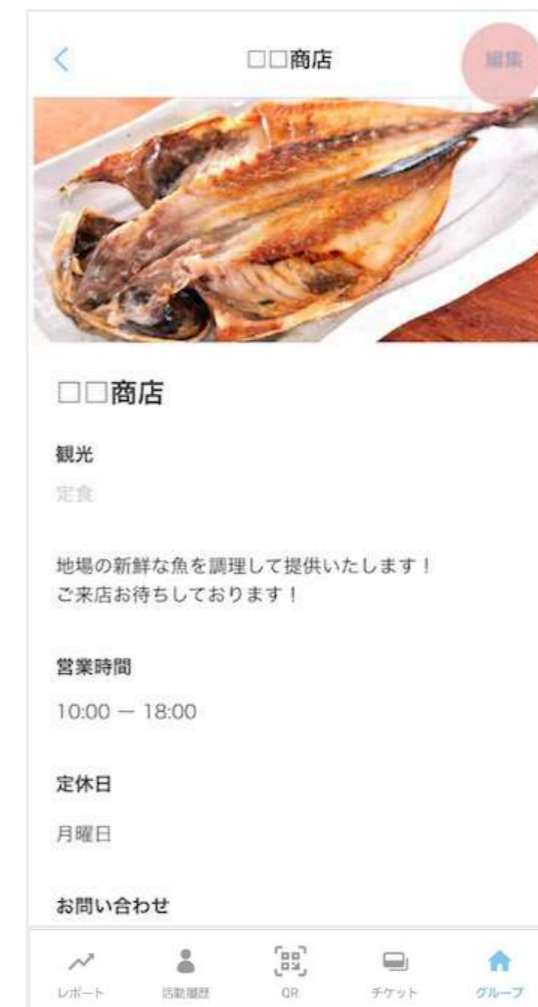 □□商店
編集
□□商店
観光
定食
地場の新鮮な魚を調理して提供いたします！
ご来店お待ちしております！
営業時間
10:00 － 18:00
定休日
月曜日
お問い合わせ
レポート
活動履歴
QR
チケット
グループ